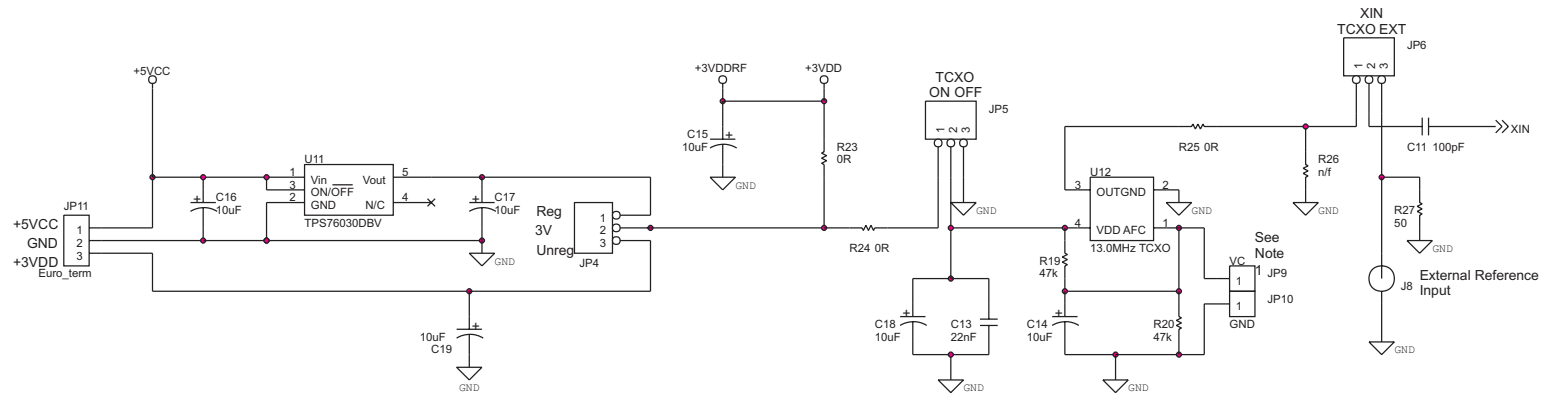 +5VCC
JP11
+5VCC
1
GND
2
+3VDD
3
Euro_term
C16
10uF
U11
1
Vin
Vout
5
3
ON/OFF
2
GND
N/C
4
TPS76030DBV
C17
10uF
GND
10uF
C19
GND
Reg
1
3V
2
Unreg
3
JP4
+3VDDRF
+3VDD
C15
10uF
GND
R23
0R
R24 0R
TCXO
ON OFF
JP5
1
2
3
GND
C18
10uF
C13
22nF
GND
U12
3
OUT
GND
2
GND
4
VDD
AFC
1
13.0MHz TCXO
R19
47k
C14
10uF
R20
47k
GND
See
Note
1
VC
1
JP9
1
JP10
GND
R25 0R
R26
n/f
GND
XIN
TCXO EXT
JP6
1
2
3
C11 100pF
XIN
R27
50
GND
J8
External Reference
Input
GND